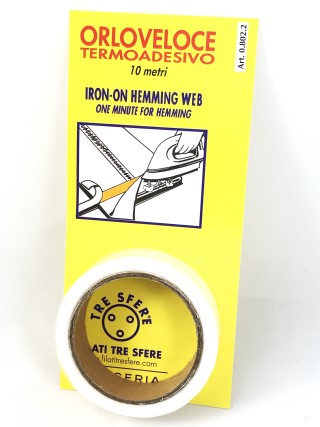 ORLOVELOCE
TERMOADESIVO
10 metri
Art. 0.802.2
IRON-ON HEMMING WEB
ONE MINUTE FOR HEMMING
TRE SFERE
ATI TRE SFERE
filatitresfere.com
CERIA